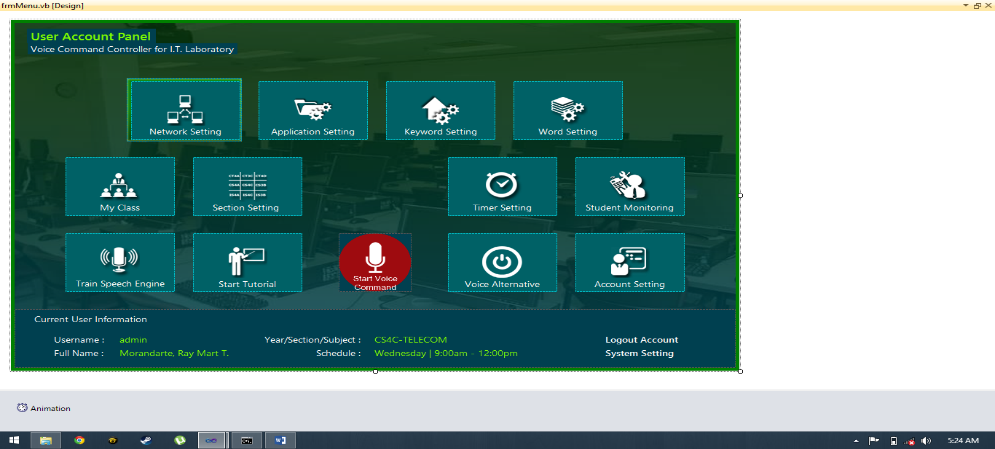 frmMenu.vb [Design]
User Account Panel
Voice Command Controller for I.T. Laboratory
Network Setting
Application Setting
Keyword Setting
Word Setting
My Class
Section Setting
Timer Setting
Student Monitoring
Train Speech Engine
Start Tutorial
Start Voice
Command
Voice Alternative
Account Setting
Current User Information
Username : admin
Year/Section/Subject : CS4C-TELECOM
Logout Account
Full Name : Morandarte, Ray Mart T.
Schedule : Wednesday | 9:00am - 12:00pm
System Setting
Animation
5:24 AM